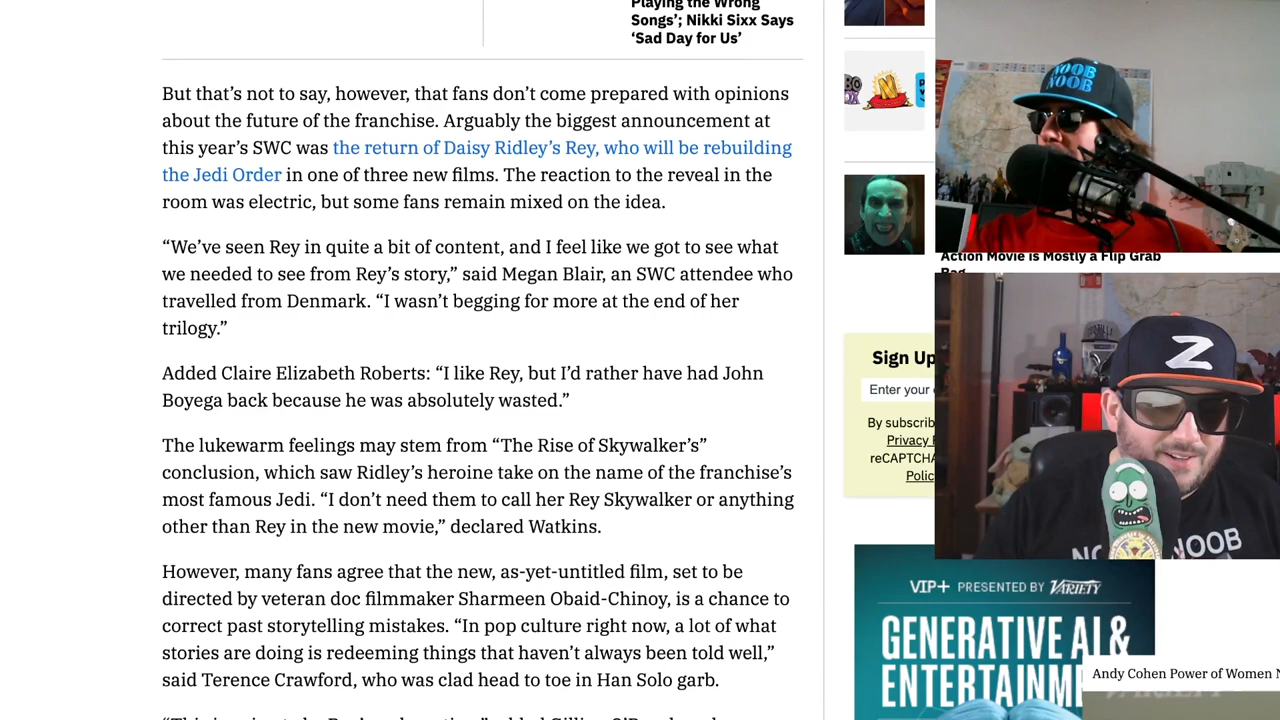 Playing the Wrong
Songs’; Nikki Sixx Says
‘Sad Day for Us’
But that’s not to say, however, that fans don’t come prepared with opinions
about the future of the franchise. Arguably the biggest announcement at
this year’s SWC was the return of Daisy Ridley’s Rey, who will be rebuilding
the Jedi Order in one of three new films. The reaction to the reveal in the
room was electric, but some fans remain mixed on the idea.
“We’ve seen Rey in quite a bit of content, and I feel like we got to see what
we needed to see from Rey’s story,” said Megan Blair, an SWC attendee who
travelled from Denmark. “I wasn’t begging for more at the end of her
trilogy.”
Added Claire Elizabeth Roberts: “I like Rey, but I’d rather have had John
Boyega back because he was absolutely wasted.”
The lukewarm feelings may stem from “The Rise of Skywalker’s”
conclusion, which saw Ridley’s heroine take on the name of the franchise’s
most famous Jedi. “I don’t need them to call her Rey Skywalker or anything
other than Rey in the new movie,” declared Watkins.
However, many fans agree that the new, as-yet-untitled film, set to be
directed by veteran doc filmmaker Sharmeen Obaid-Chinoy, is a chance to
correct past storytelling mistakes. “In pop culture right now, a lot of what
stories are doing is redeeming things that haven’t always been told well,”
said Terence Crawford, who was clad head to toe in Han Solo garb.
NOOB
NOOB
Action Movie Is Mostly a Flip Grab
Z
NOOB
Sign Up
Enter your
By subscrib
Privacy
reCAPTCHA
Polic
VIP+ PRESENTED BY VARIETY
GENERATIVE AI &
ENTERTAINME
Andy Cohen Power of Women N